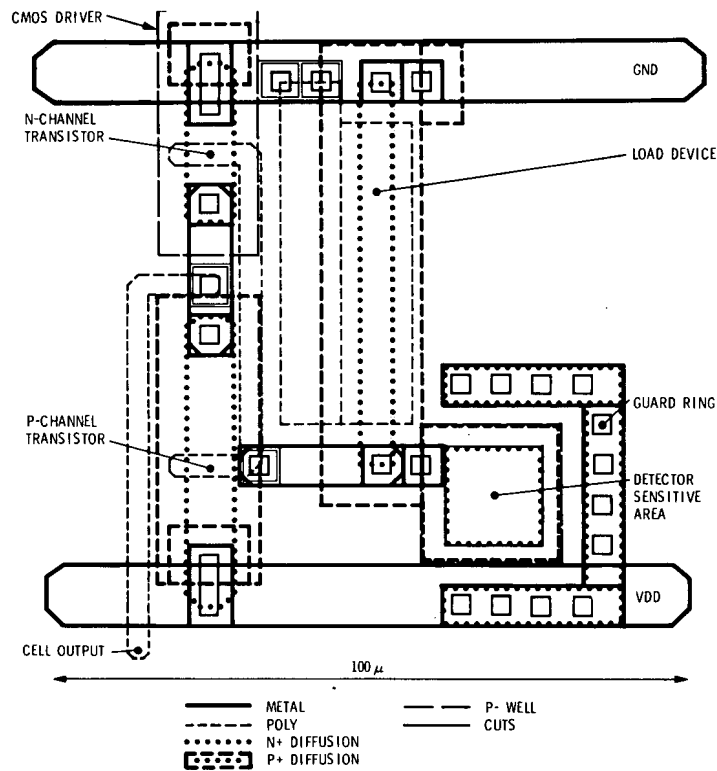 CMOS DRIVER
GND
N-CHANNEL
TRANSISTOR
LOAD DEVICE
P-CHANNEL
TRANSISTOR
GUARD RING
DETECTOR
SENSITIVE
AREA
VDD
CELL OUTPUT
100 μ
METAL
POLY
N+ DIFFUSION
P+ DIFFUSION
P- WELL
CUTS